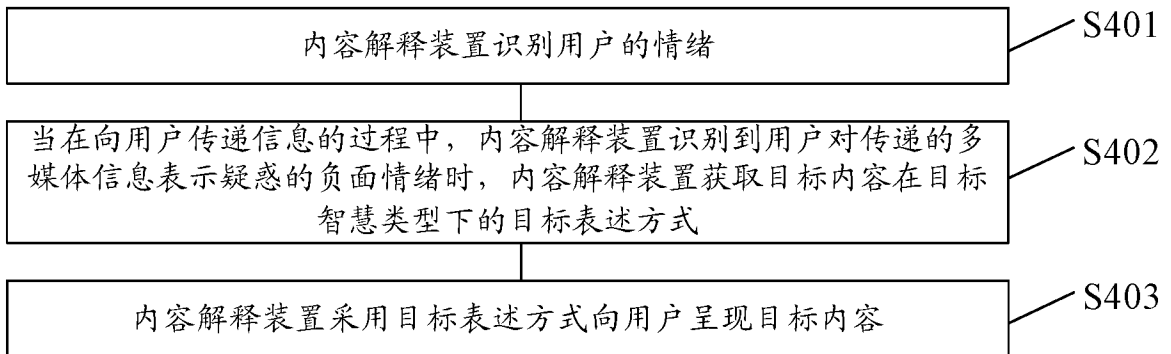 内容解释装置识别用户的情绪
S401
当在向用户传递信息的过程中，内容解释装置识别到用户对传递的多
媒体信息表示疑惑的负面情绪时，内容解释装置获取目标内容在目标
智慧类型下的目标表述方式
S402
内容解释装置采用目标表述方式向用户呈现目标内容
S403